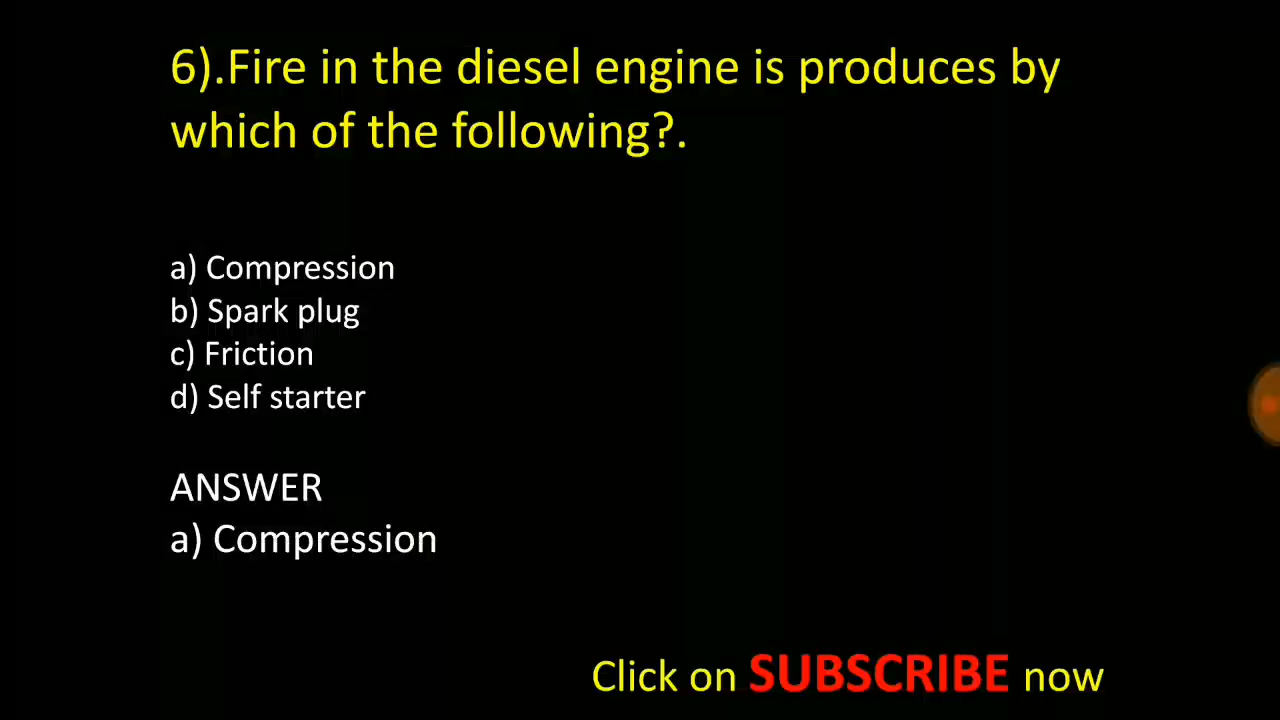 6).Fire in the diesel engine is produces by
which of the following?.
a) Compression
b) Spark plug
c) Friction
d) Self starter
ANSWER
a) Compression
Click on SUBSCRIBE now